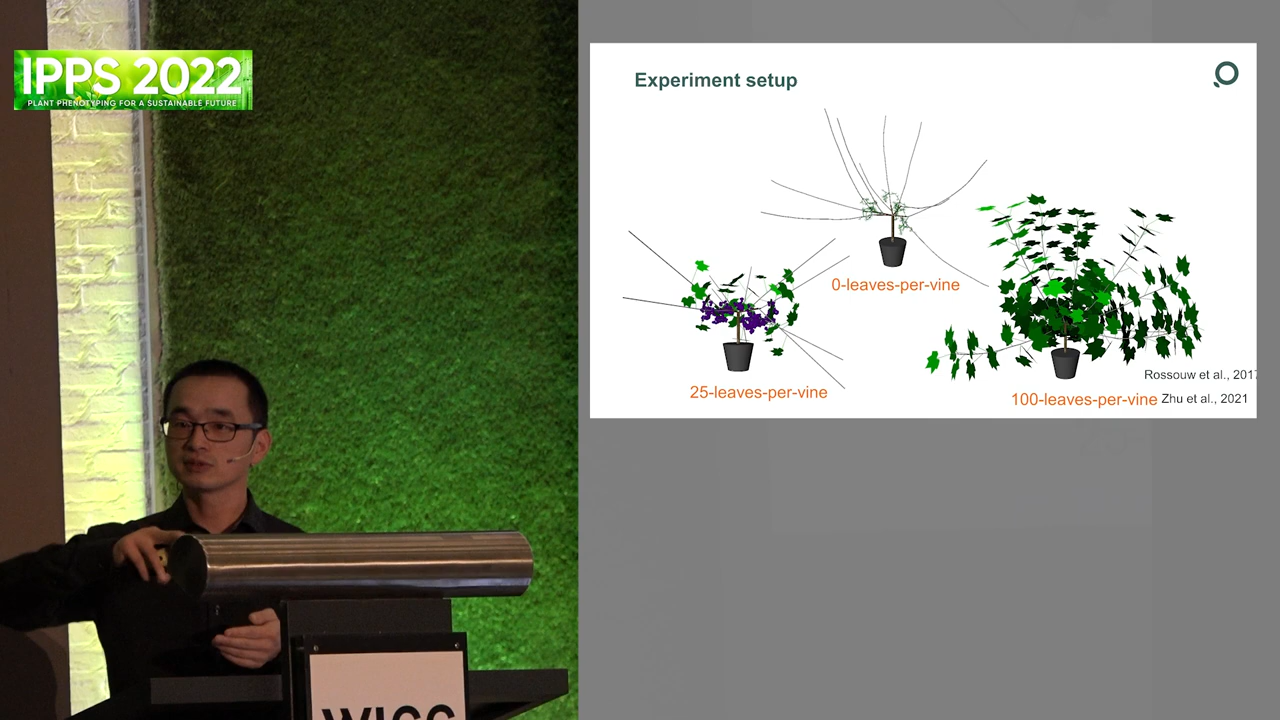 IPPS 2022
PLANT PHENOTYPING FOR A SUSTAINABLE FUTURE
Experiment setup
0-leaves-per-vine
25-leaves-per-vine
Rossouw et al., 2017
100-leaves-per-vine Zhu et al., 2021
WICC